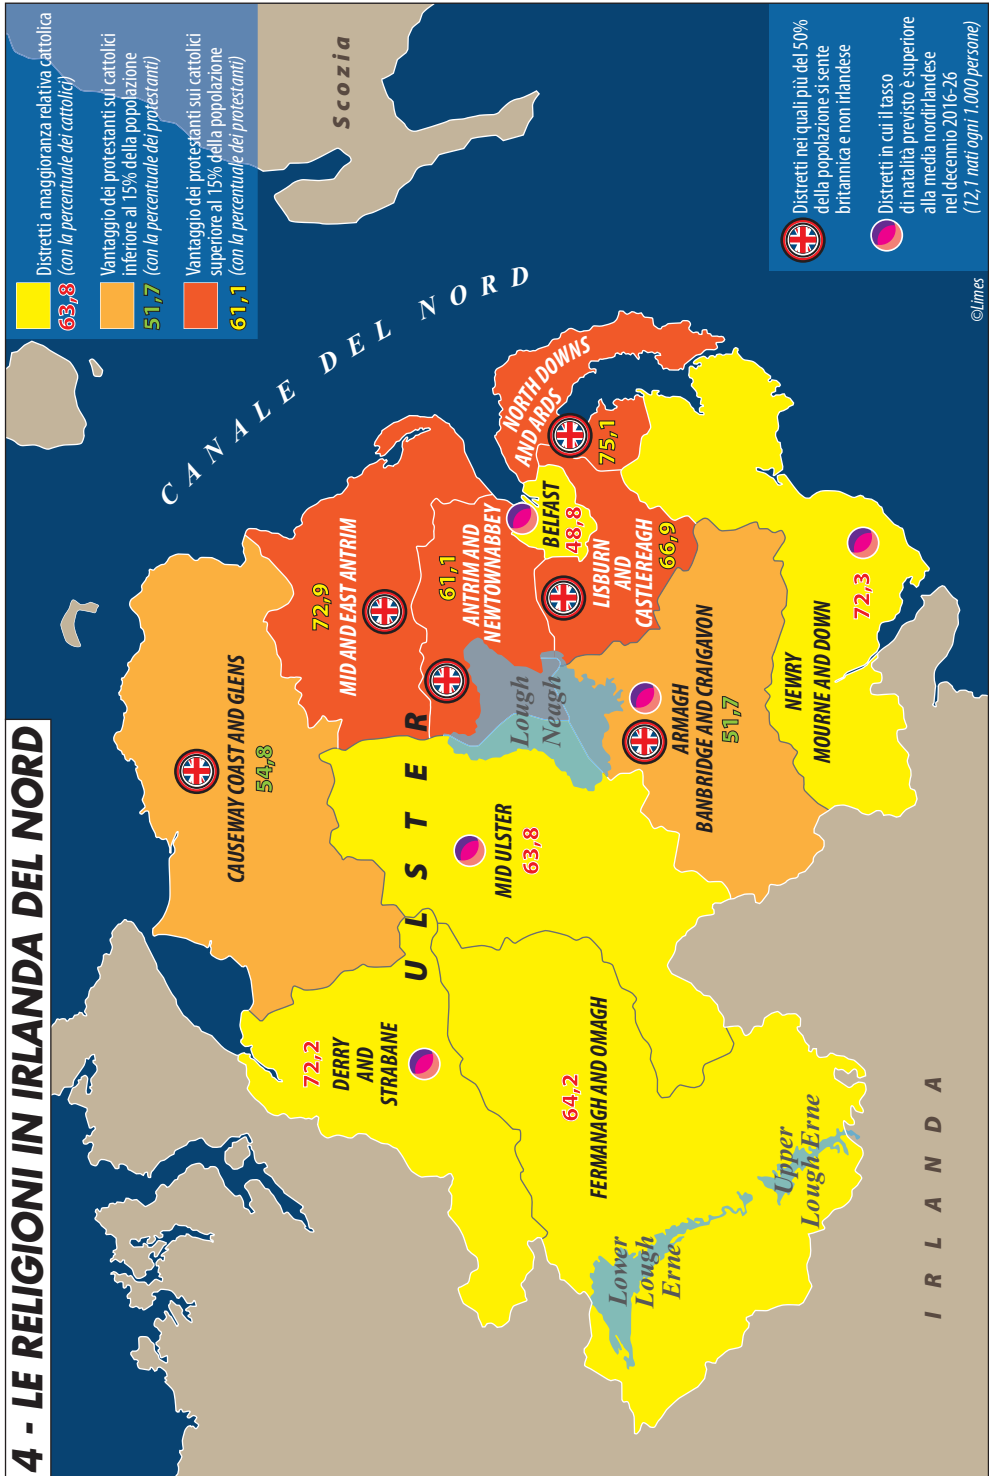 4 - LE RELIGIONI IN IRLANDA DEL NORD
Distretti a maggioranza relativa cattolica
63,8 (con la percentuale dei cattolici)
Vantaggio dei protestanti sui cattolici
inferiore al 15% della popolazione
51,7 (con la percentuale dei protestanti)
Vantaggio dei protestanti sui cattolici
superiore al 15% della popolazione
61,1 (con la percentuale dei protestanti)
Scozia
CANALE DEL NORD
CAUSEWAY COAST AND GLENS
54,8
72,9
MID AND EAST ANTRIM
72,2
DERRY
AND
STRABANE
ULSTER
61,1
ANTRIM AND
NEWTOWNABBEY
NORTH DOWNS
AND ARDS
75,1
BELFAST
48,8
MID ULSTER
63,8
Lough
Neagh
LISBURN
AND
CASTLEREAGH
66,9
64,2
FERMANAGH AND OMAGH
Lower
Lough
Erne
ARMAGH
BANBRIDGE AND CRAIGAVON
51,7
Upper
Lough Erne
NEWRY
MOURNE AND DOWN
72,3
IRLANDA
Distretti nei quali più del 50%
della popolazione si sente
britannica e non irlandese
Distretti in cui il tasso
di natalità previsto è superiore
alla media nordirlandese
nel decennio 2016-26
(12,1 nati ogni 1.000 persone)
©Limes